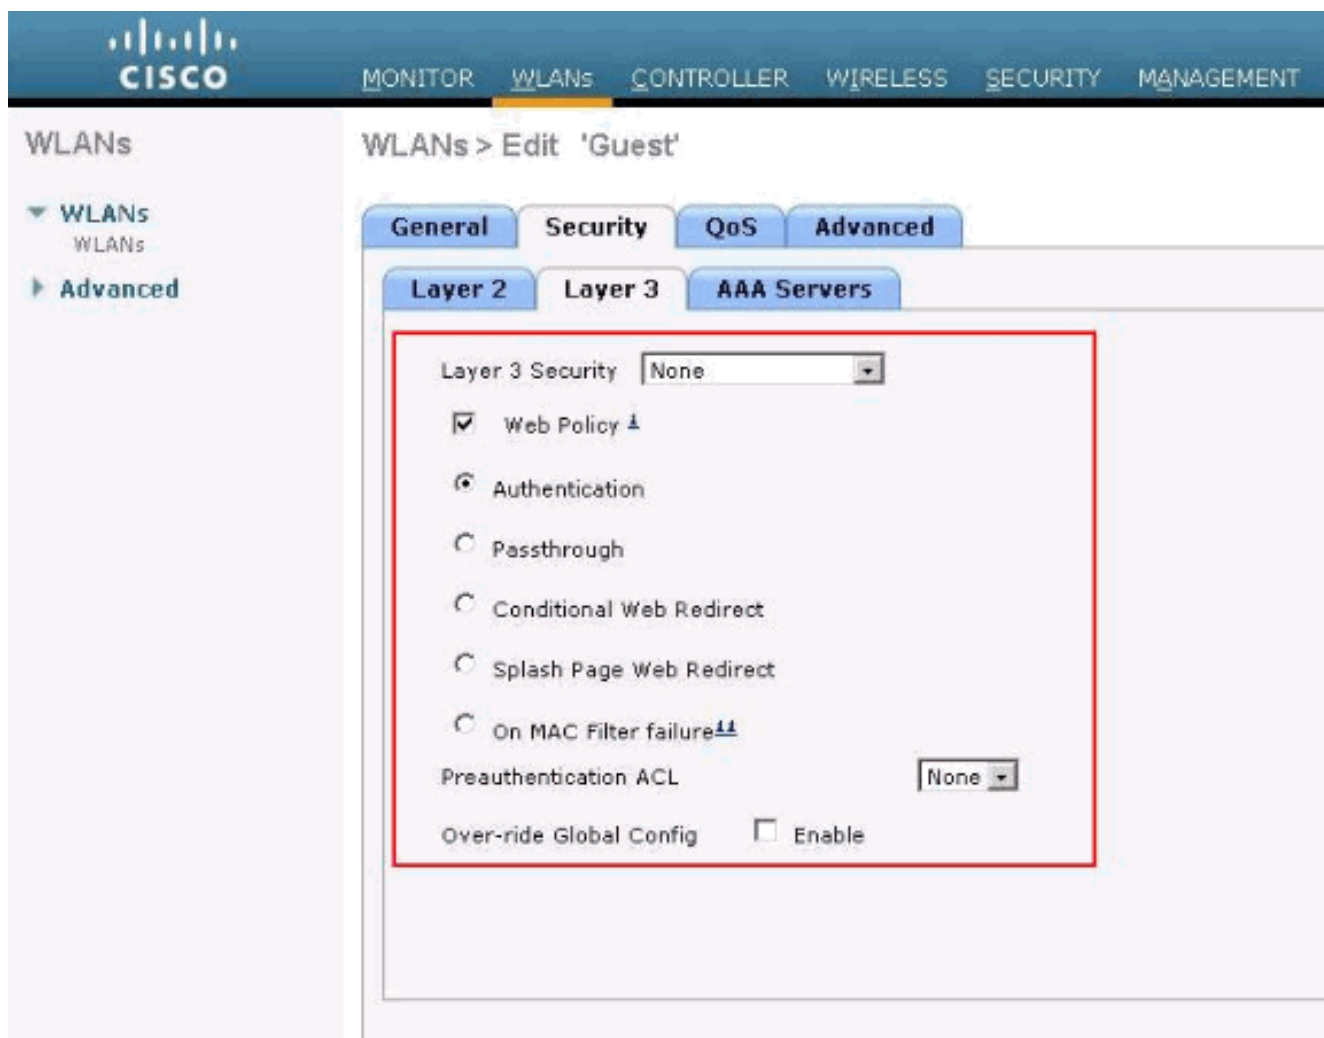 CISCO
MONITOR WLANs CONTROLLER WIRELESS SECURITY MANAGEMENT
WLANs
WLANs
WLANs
Advanced
WLANs > Edit 'Guest'
General Security QoS Advanced
Layer 2 Layer 3 AAA Servers
Layer 3 Security None
Web Policy 1
Authentication
Passthrough
Conditional Web Redirect
Splash Page Web Redirect
On MAC Filter failure11
Preauthentication ACL None
Over-ride Global Config Enable